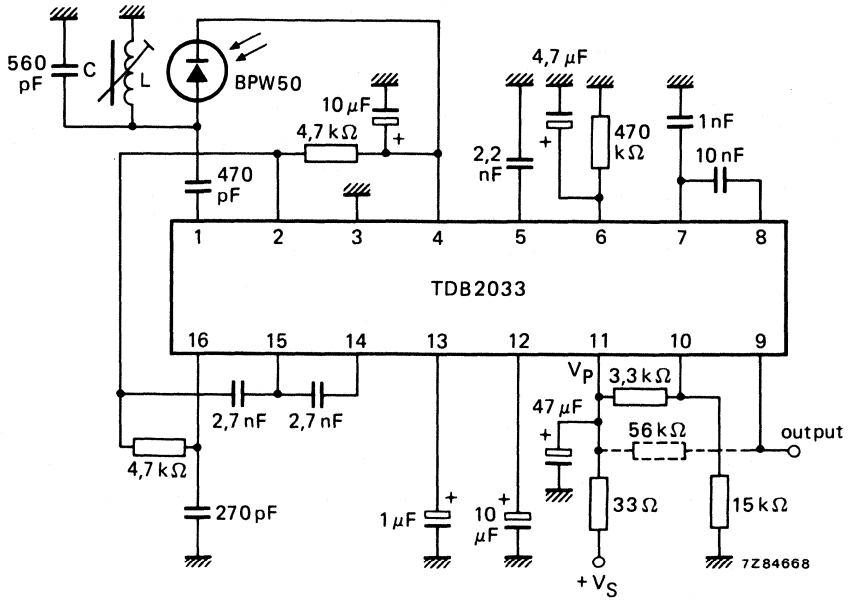 560
pF
C
L
BPW50
10 μF
+
4,7 kΩ
470
pF
2,2
nF
4,7 μF
+
470
kΩ
1 nF
10 nF
1 2 3 4 5 6 7 8
TDB2033
16 15 14 13 12 11 10 9
2,7 nF
2,7 nF
4,7 kΩ
270 pF
1 μF
+
10
μF
+
VP
3,3 kΩ
47 μF
+
56 kΩ
output
33 Ω
15 kΩ
+ VS
7Z84668